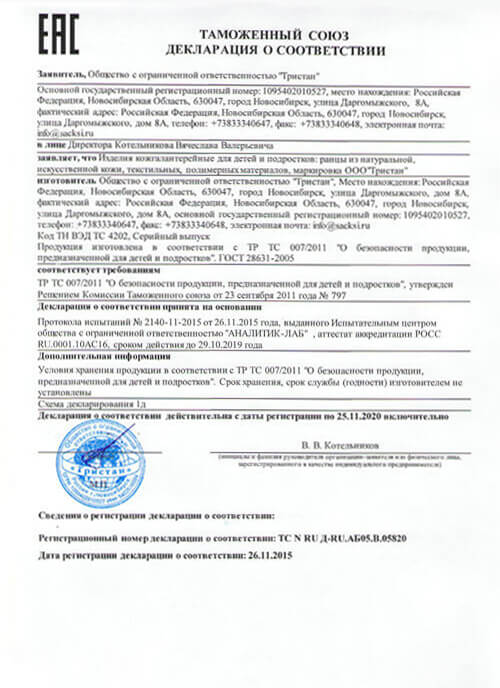 EAC
ТАМОЖЕННЫЙ СОЮЗ
ДЕКЛАРАЦИЯ О СООТВЕТСТВИИ
Заявитель, Общество с ограниченной ответственностью "Тристан"
Основной государственный регистрационный номер: 1095402010527, место нахождения: Российская
Федерация, Новосибирская Область, 630047, город Новосибирск, улица Даргомыжского, 8А,
фактический адрес: Российская Федерация, Новосибирская Область, 630047, город Новосибирск,
улица Даргомыжского, дом 8А, телефон: +73833340647, факс: +73833340648, электронная почта:
info@sacksi.ru
в лице Директора Котельникова Вячеслава Валерьевича
заявляет, что Изделия кожгалантерейные для детей и подростков: ранцы из натуральной,
искусственной кожи, текстильных, полимерных материалов, маркировка ООО"Тристан"
изготовитель Общество с ограниченной ответственностью "Тристан", Место нахождения: Российская
Федерация, Новосибирская Область, 630047, город Новосибирск, улица Даргомыжского, дом 8А,
фактический адрес: Российская Федерация, Новосибирская Область, 630047, город Новосибирск, улица
Даргомыжского, дом 8А, основной государственный регистрационный номер: 1095402010527,
телефон: +73833340647, факс: +73833340648, электронная почта: info@sacksi.ru
Код ТН ВЭД ТС 4202, Серийный выпуск
Продукция изготовлена в соответствии с ТР ТС 007/2011 "О безопасности продукции,
предназначенной для детей и подростков". ГОСТ 28631-2005
соответствует требованиям
ТР ТС 007/2011 "О безопасности продукции, предназначенной для детей и подростков", утвержден
Решением Комиссии Таможенного союза от 23 сентября 2011 года № 797
Декларация о соответствии принята на основании
Протокола испытаний № 2140-11-2015 от 26.11.2015 года, выданного Испытательным центром
общества с ограниченной ответственностью "АНАЛИТИК-ЛАБ" , аттестат аккредитации РОСС
RU.0001.10АС16, сроком действия до 29.10.2019 года
Дополнительная информация
Условия хранения продукции в соответствии с ТР ТС 007/2011 "О безопасности продукции,
предназначенной для детей и подростков". Срок хранения, срок службы (годности) изготовителем не
установлены
Схема декларирования 1д
Декларация о соответствии действительна с даты регистрации по 25.11.2020 включительно
«Тристан»
М.П.
В. В. Котельников
(инициалы и фамилия руководителя организации-заявителя или физического лица,
зарегистрированного в качестве индивидуального предпринимателя)
Сведения о регистрации декларации о соответствии:
Регистрационный номер декларации о соответствии: ТС N RU Д-RU.АБ05.В.05820
Дата регистрации декларации о соответствии: 26.11.2015